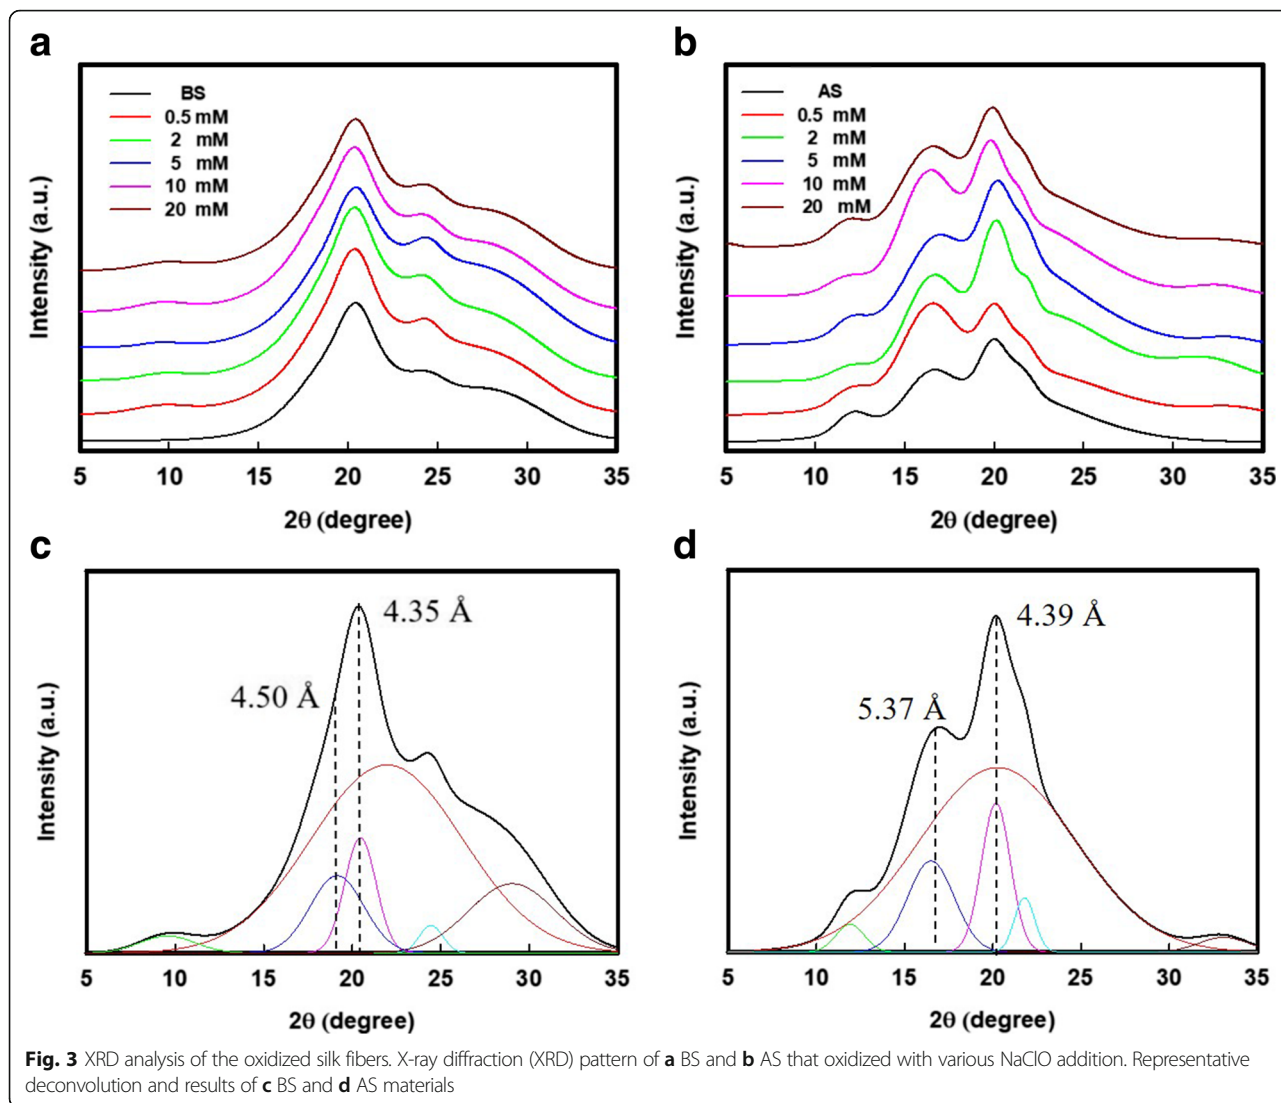 a
BS
0.5 mM
2 mM
5 mM
10 mM
20 mM
Intensity (a.u.)
5 10 15 20 25 30 35
2θ (degree)
b
AS
0.5 mM
2 mM
5 mM
10 mM
20 mM
Intensity (a.u.)
5 10 15 20 25 30 35
2θ (degree)
c
4.35 Å
4.50 Å
Intensity (a.u.)
5 10 15 20 25 30 35
2θ (degree)
d
4.39 Å
5.37 Å
Intensity (a.u.)
5 10 15 20 25 30 35
2θ (degree)
Fig. 3 XRD analysis of the oxidized silk fibers. X-ray diffraction (XRD) pattern of a BS and b AS that oxidized with various NaClO addition. Representative
deconvolution and results of c BS and d AS materials